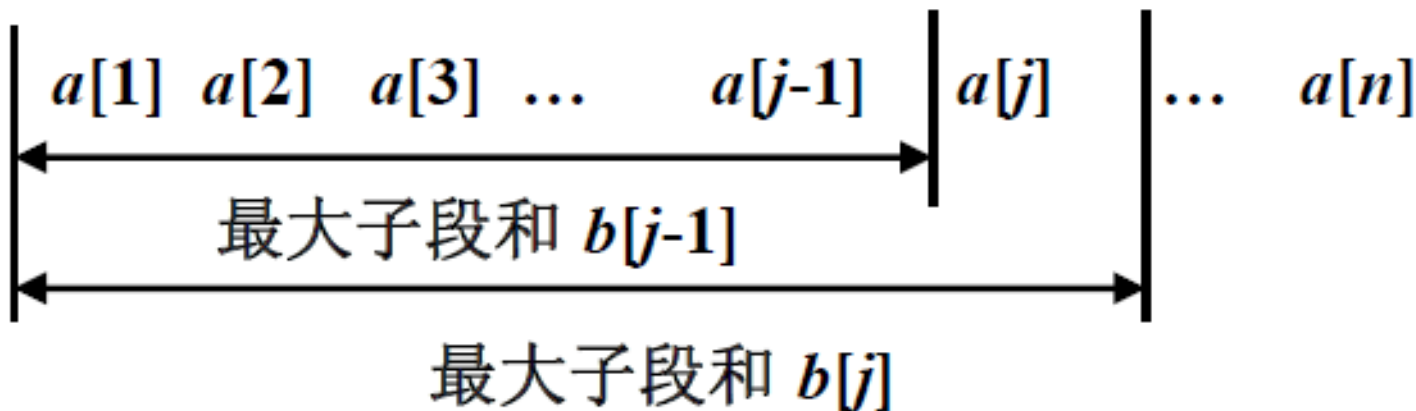 a[1] a[2] a[3] … a[j-1] a[j] … a[n]
最大子段和 b[j-1]
最大子段和 b[j]